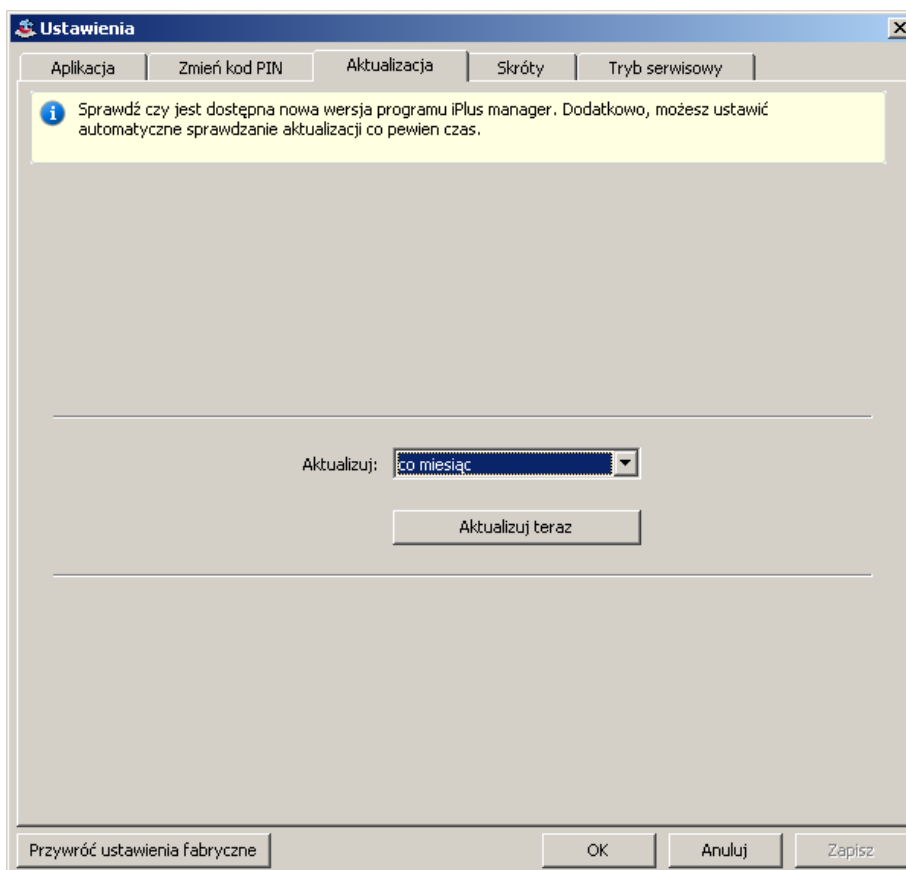 Ustawienia
Aplikacja
Zmień kod PIN
Aktualizacja
Skróty
Tryb serwisowy
Sprawdź czy jest dostępna nowa wersja programu iPlus manager. Dodatkowo, możesz ustawić
automatyczne sprawdzanie aktualizacji co pewien czas.
Aktualizuj:
co miesiąc
Aktualizuj teraz
Przywróć ustawienia fabryczne
OK
Anuluj
Zapisz